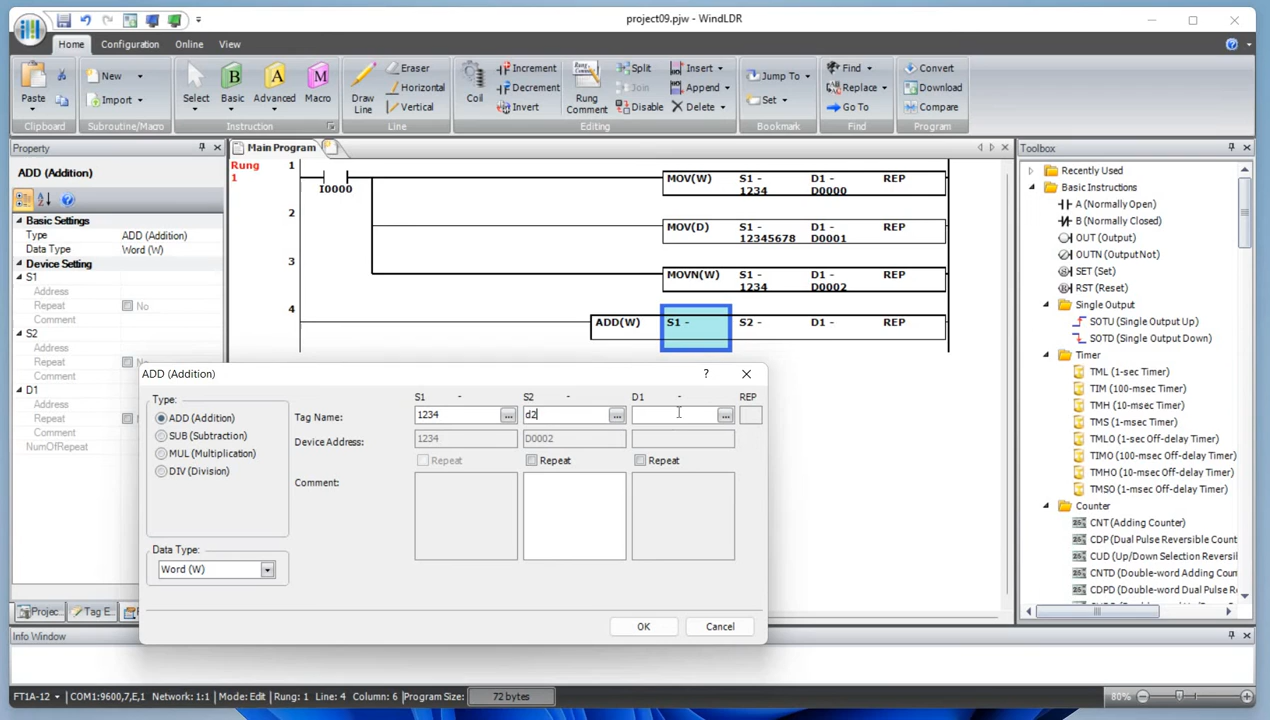 project09.pjw - WindLDR
Home Configuration Online View
Paste
Clipboard
New
Import
Subroutine/Macro
Select
Basic
Advanced
Macro
Instruction
Draw Line
Eraser
Horizontal
Vertical
Line
Coil
Increment
Decrement
Invert
Rung Comment
Split
Join
Disable
Insert
Append
Delete
Editing
Jump To
Set
Bookmark
Find
Replace
Go To
Find
Convert
Download
Compare
Program
Property
ADD (Addition)
Basic Settings
Type ADD (Addition)
Data Type Word (W)
Device Setting
S1
Address
Repeat No
Comment
S2
Address
Repeat No
Comment
D1
Address
Repeat No
Comment
NumOfRepeat
Projec Tag E
Main Program
Rung 1
1
I0000
MOV(W) S1 - D1 - REP
1234 D0000
2
MOV(D) S1 - D1 - REP
12345678 D0001
3
MOVN(W) S1 - D1 - REP
1234 D0002
4
ADD(W) S1 - S2 - D1 - REP
ADD (Addition)
?
Type:
ADD (Addition)
SUB (Subtraction)
MUL (Multiplication)
DIV (Division)
Data Type:
Word (W)
S1 - S2 - D1 - REP
Tag Name: 1234 ... d2 ... ...
Device Address: 1234 D0002
Repeat Repeat Repeat
Comment:
OK Cancel
Toolbox
Recently Used
Basic Instructions
A (Normally Open)
B (Normally Closed)
OUT (Output)
OUTN (OutputNot)
SET (Set)
RST (Reset)
Single Output
SOTU (Single Output Up)
SOTD (Single Output Down)
Timer
TML (1-sec Timer)
TIM (100-msec Timer)
TMH (10-msec Timer)
TMS (1-msec Timer)
TMLO (1-sec Off-delay Timer)
TIMO (100-msec Off-delay Timer)
TMHO (10-msec Off-delay Timer)
TMSO (1-msec Off-delay Timer)
Counter
CNT (Adding Counter)
CDP (Dual Pulse Reversible Count
CUD (Up/Down Selection Reversil
CNTD (Double-word Adding Cour
CDPD (Double-word Dual Pulse R
Info Window
FT1A-12 COM1:9600,7,E,1 Network: 1:1 Mode: Edit Rung: 1 Line: 4 Column: 6 Program Size: 72 bytes 80%